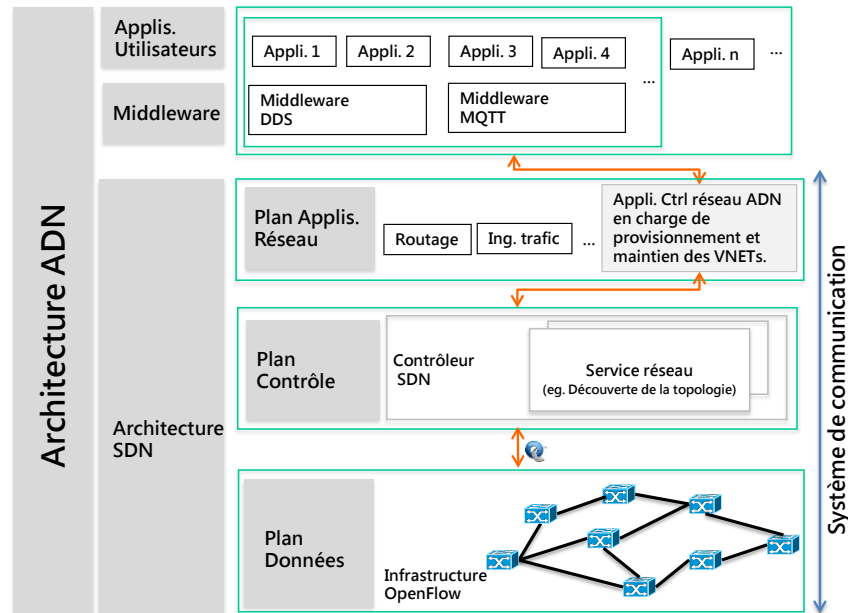 Architecture ADN
Applis.
Utilisateurs
Appli. 1
Appli. 2
Appli. 3
Appli. 4
...
Appli. n
...
Middleware
Middleware
DDS
Middleware
MQTT
Architecture
SDN
Plan Applis.
Réseau
Routage
Ing. trafic
...
Appli. Ctrl réseau ADN
en charge de
provisionnement et
maintien des VNETs.
Plan
Contrôle
Contrôleur
SDN
Service réseau
(eg. Découverte de la topologie)
Plan
Données
Infrastructure
OpenFlow
Système de communication